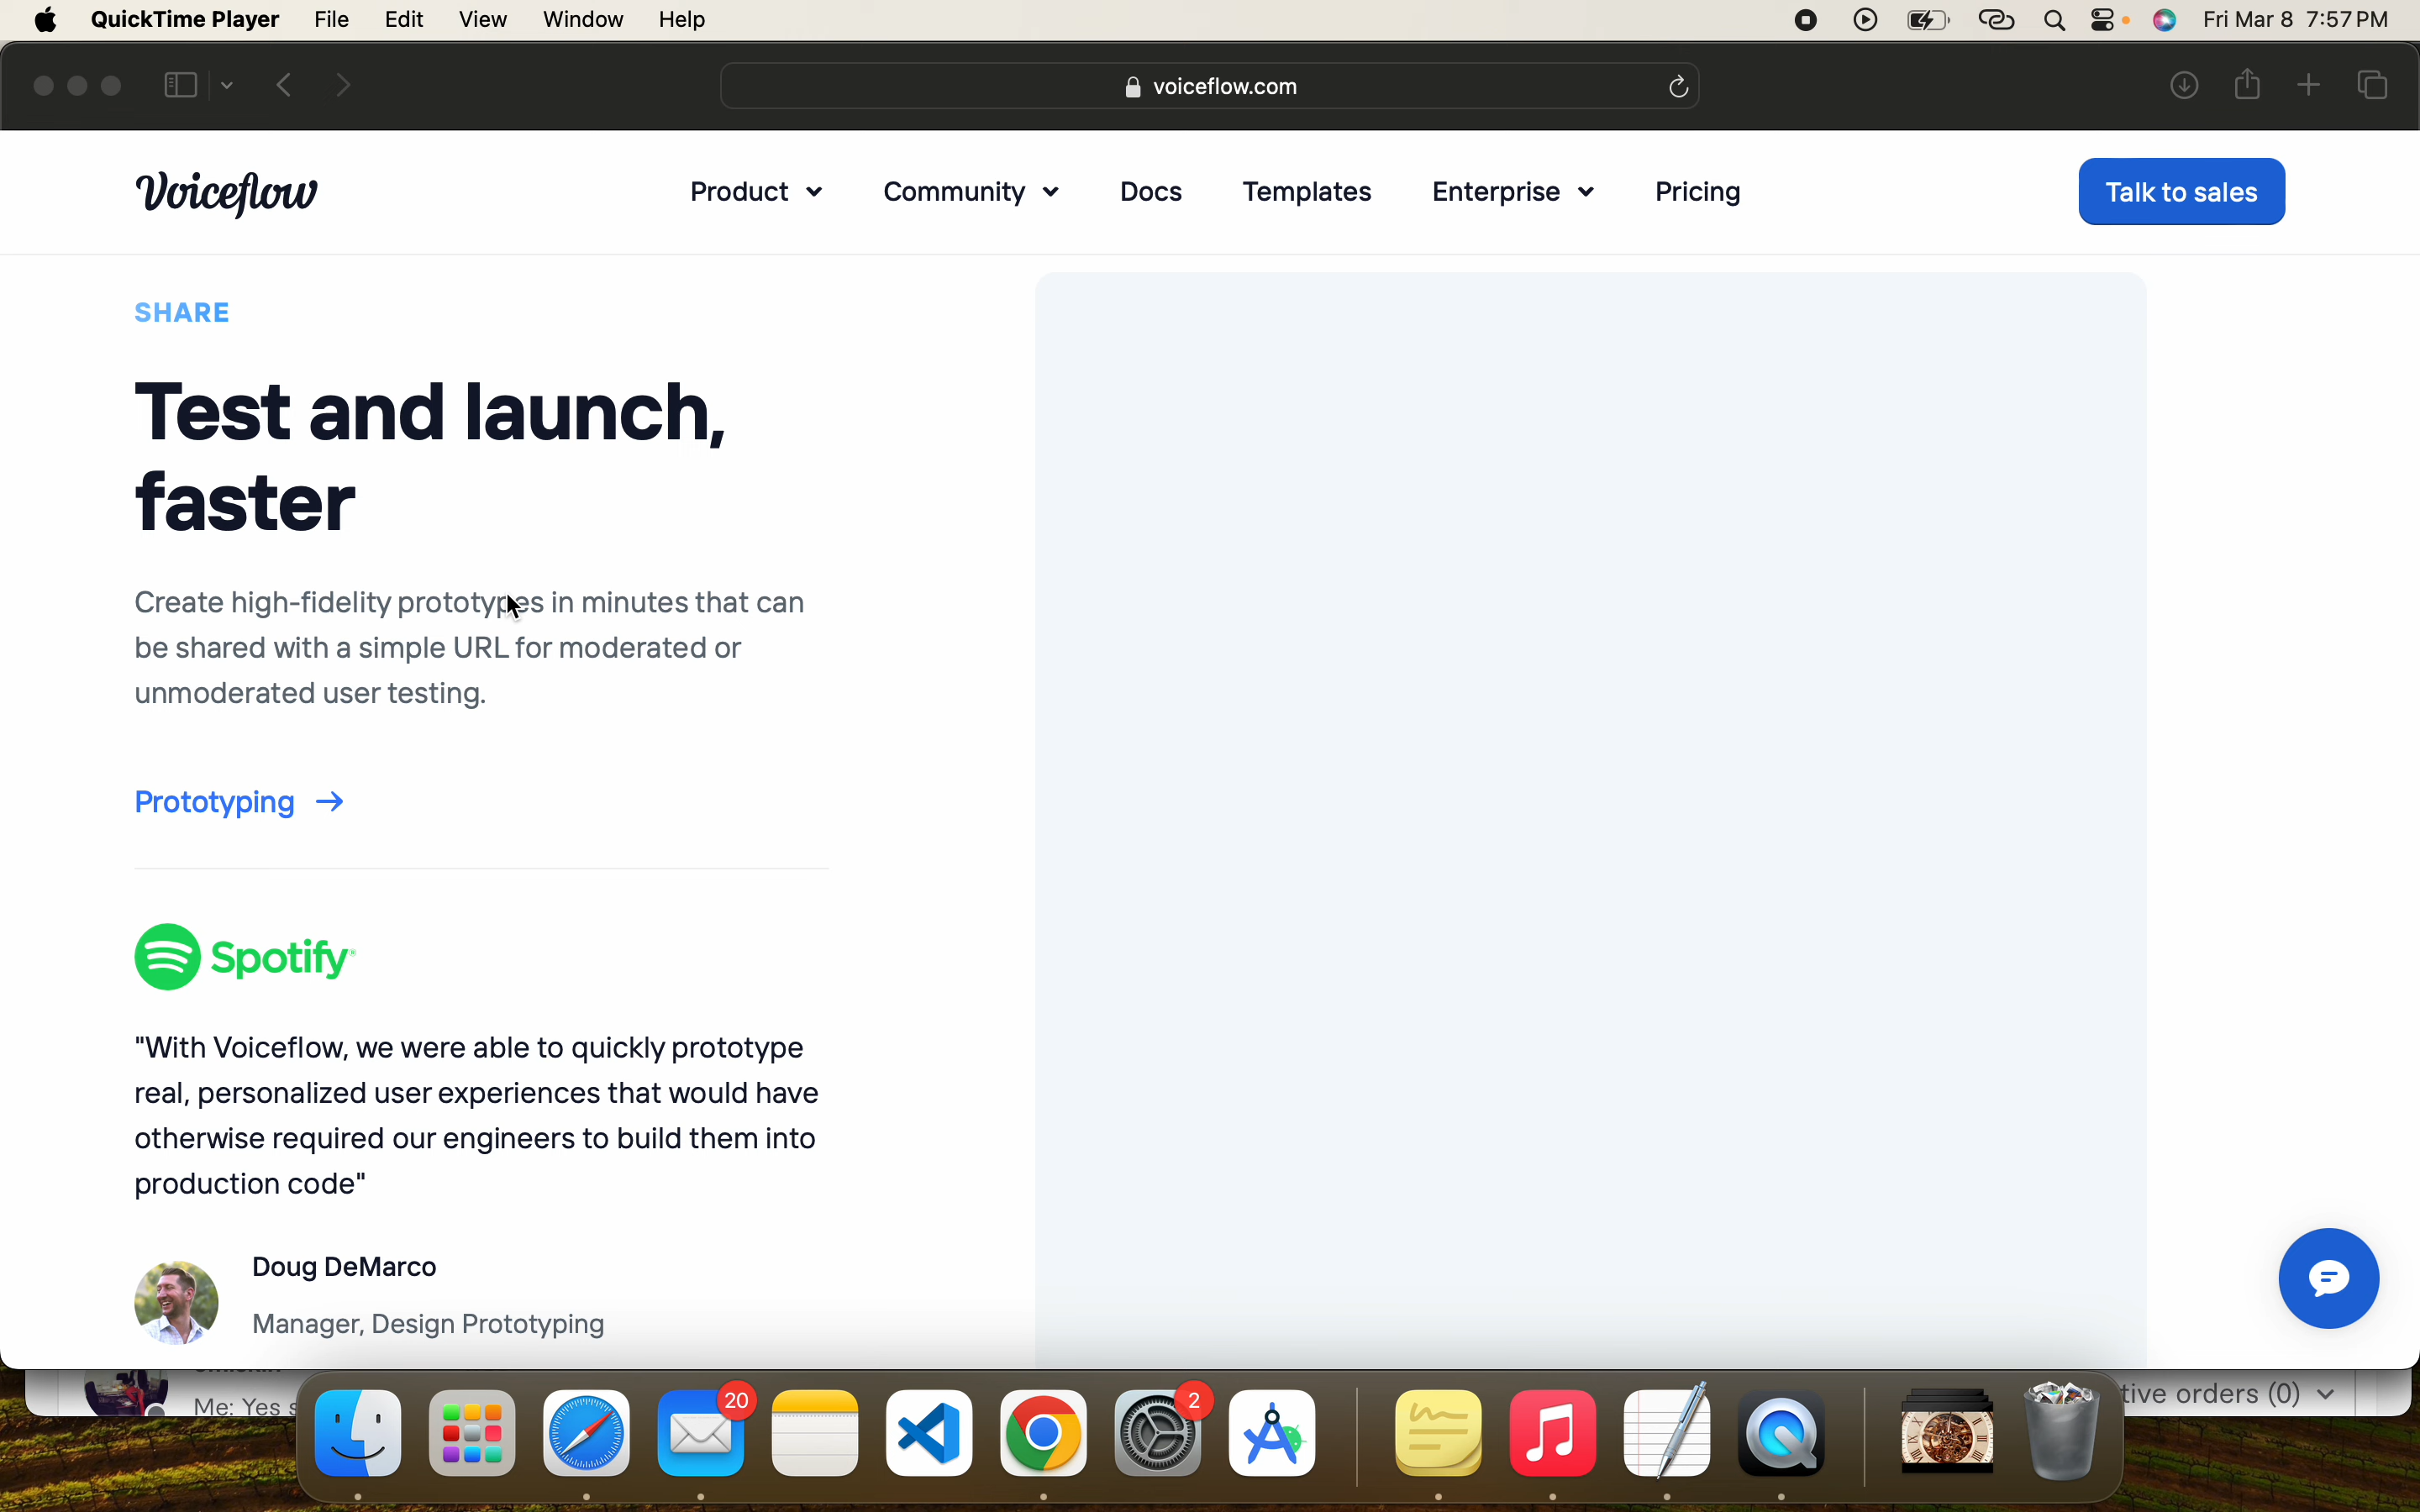 QuickTime Player File Edit View Window Help Fri Mar 8 7:57 PM
voiceflow.com
Voiceflow Product Community Docs Templates Enterprise Pricing Talk to sales
SHARE
Test and launch,
faster
Create high-fidelity prototypes in minutes that can
be shared with a simple URL for moderated or
unmoderated user testing.
Prototyping →
Spotify
"With Voiceflow, we were able to quickly prototype
real, personalized user experiences that would have
otherwise required our engineers to build them into
production code"
Doug DeMarco
Manager, Design Prototyping
Me: Yes
orders (0)
20
2